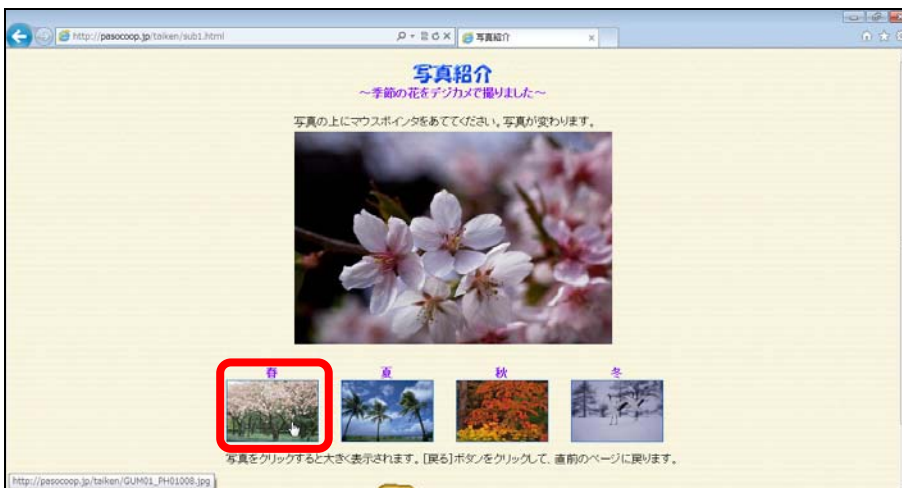 http://pasocoop.jp/taiken/sub1.html
写真紹介
写真紹介
～季節の花をデジカメで撮りました～
写真の上にマウスポインタをあててください。写真が変わります。
春 夏 秋 冬
写真をクリックすると大きく表示されます。[戻る]ボタンをクリックして、直前のページに戻ります。
http://pasocoop.jp/taiken/GUM01_PH01008.jpg